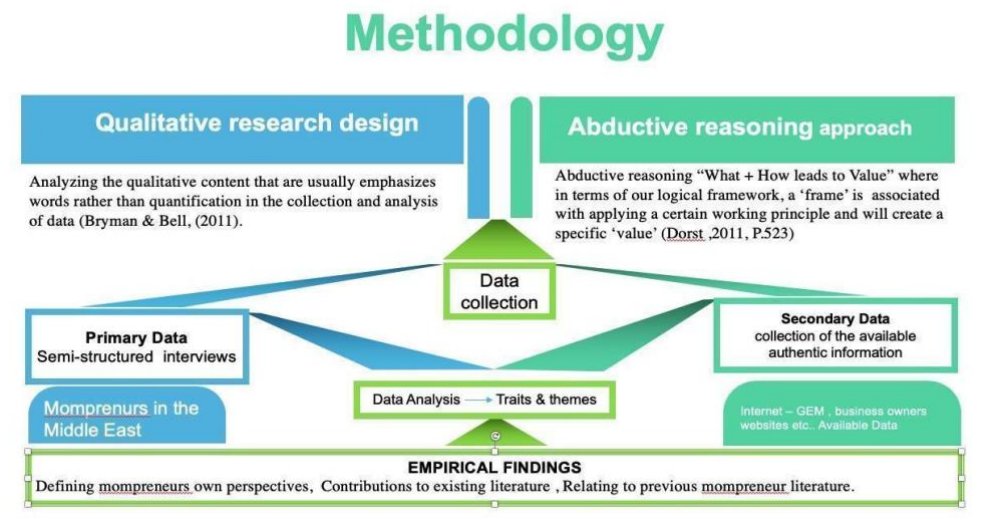 Methodology
Qualitative research design
Analyzing the qualitative content that are usually emphasizes
words rather than quantification in the collection and analysis
of data (Bryman & Bell, (2011).
Abductive reasoning approach
Abductive reasoning “What + How leads to Value” where
in terms of our logical framework, a ‘frame’ is associated
with applying a certain working principle and will create a
specific ‘value’ (Dorst ,2011, P.523)
Data
collection
Primary Data
Semi-structured interviews
Secondary Data
collection of the available
authentic information
Momprenurs in the
Middle East
Data Analysis → Traits & themes
Internet – GEM , business owners
websites etc.. Available Data
EMPIRICAL FINDINGS
Defining mompreneurs own perspectives, Contributions to existing literature , Relating to previous mompreneur literature.